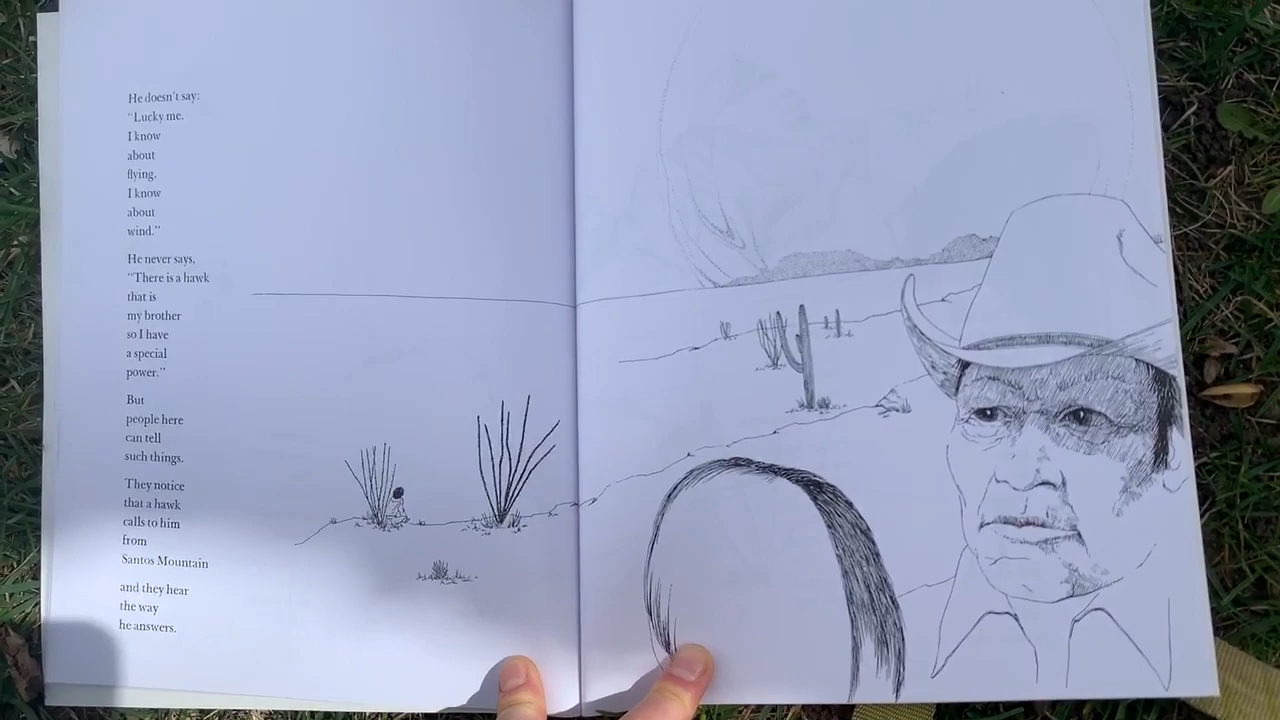 He doesn't say:
"Lucky me.
I know
about
flying.
I know
about
wind."
He never says,
"There is a hawk
that is
my brother
so I have
a special
power."
But
people here
can tell
such things.
They notice
that a hawk
calls to him
from
Santos Mountain
and they hear
the way
he answers.